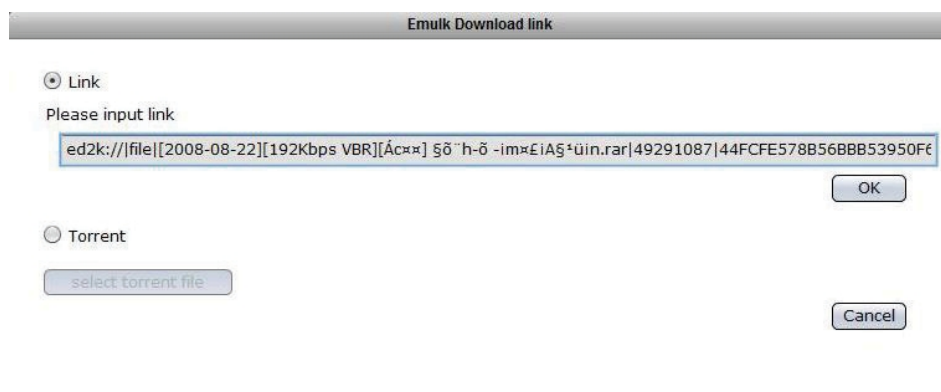 Emulk Download link
Link
Please input link
ed2k://|file|[2008-08-22][192Kbps VBR][Ác¤¤] §õ¨h-õ -im¤£iA§¹üin.rar|49291087|44FCFE578B56BBB53950F6
OK
Torrent
select torrent file
Cancel